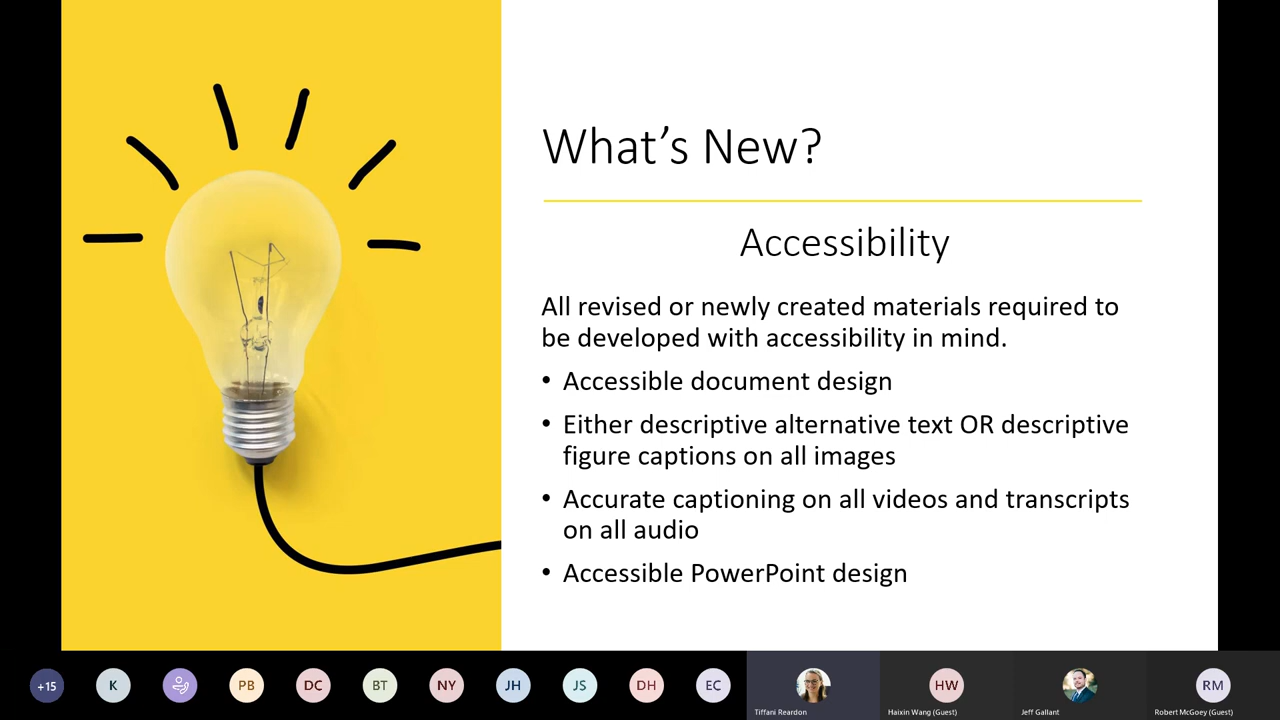 What's New?
Accessibility
All revised or newly created materials required to
be developed with accessibility in mind.
• Accessible document design
• Either descriptive alternative text OR descriptive
figure captions on all images
• Accurate captioning on all videos and transcripts
on all audio
• Accessible PowerPoint design
+15
K
PB
DC
BT
NY
JH
JS
DH
EC
HW
RM
Tiffani Reardon
Haixin Wang (Guest)
Jeff Gallant
Robert McGoey (Guest)